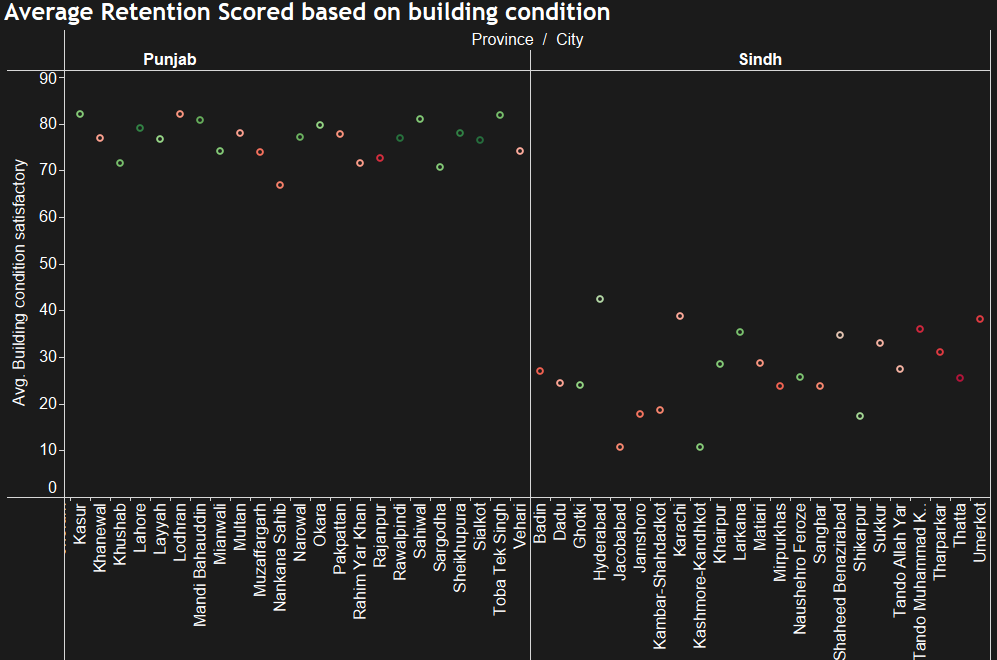 Average Retention Scored based on building condition
Province / City
Punjab
Sindh
Avg. Building condition satisfactory
90
80
70
60
50
40
30
20
10
0
Kasur
Khanewal
Khushab
Lahore
Layyah
Lodhran
Mandi Bahauddin
Mianwali
Multan
Muzaffargarh
Nankana Sahib
Narowal
Okara
Pakpattan
Rahim Yar Khan
Rajanpur
Rawalpindi
Sahiwal
Sargodha
Sheikhupura
Sialkot
Toba Tek Singh
Vehari
Badin
Dadu
Ghotki
Hyderabad
Jacobabad
Jamshoro
Kambar-Shahdadkot
Karachi
Kashmore-Kandhkot
Khairpur
Larkana
Matiari
Mirpurkhas
Naushehro Feroze
Sanghar
Shaheed Benazirabad
Shikarpur
Sukkur
Tando Allah Yar
Tando Muhammad K..
Tharparkar
Thatta
Umerkot